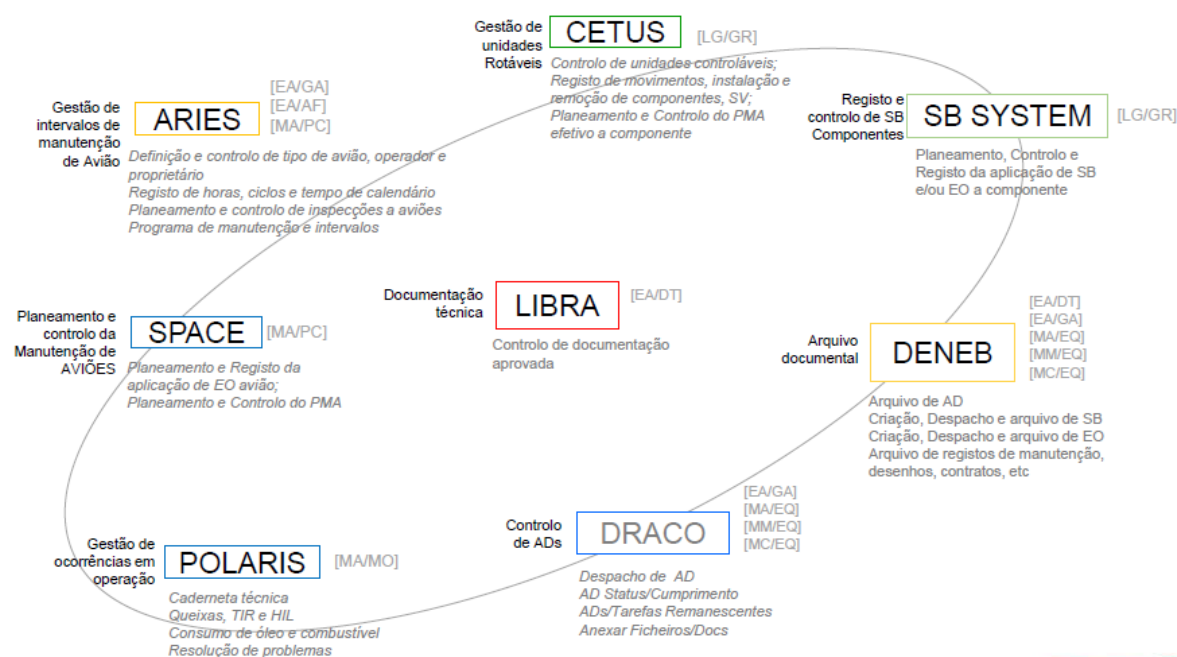 Gestão de
unidades
Rotáveis
CETUS
[LG/GR]
Controlo de unidades controláveis;
Registo de movimentos, instalação e
remoção de componentes, SV;
Planeamento e Controlo do PMA
efetivo a componente
Gestão de
intervalos de
manutenção
de Avião
ARIES
[EA/GA]
[EA/AF]
[MA/PC]
Definição e controlo de tipo de avião, operador e
proprietário
Registo de horas, ciclos e tempo de calendário
Planeamento e controlo de inspecções a aviões
Programa de manutenção e intervalos
Registo e
controlo de SB
Componentes
SB SYSTEM
[LG/GR]
Planeamento, Controlo e
Registo da aplicação de SB
e/ou EO a componente
Documentação
técnica
LIBRA
[EA/DT]
Controlo de documentação
aprovada
Planeamento e
controlo da
Manutenção de
AVIÕES
SPACE
[MA/PC]
Planeamento e Registo da
aplicação de EO avião;
Planeamento e Controlo do PMA
Arquivo
documental
DENEB
[EA/DT]
[EA/GA]
[MA/EQ]
[MM/EQ]
[MC/EQ]
Arquivo de AD
Criação, Despacho e arquivo de SB
Criação, Despacho e arquivo de EO
Arquivo de registos de manutenção,
desenhos, contratos, etc
Controlo
de ADs
DRACO
[EA/GA]
[MA/EQ]
[MM/EQ]
[MC/EQ]
Despacho de AD
AD Status/Cumprimento
ADs/Tarefas Remanescentes
Anexar Ficheiros/Docs
Gestão de
ocorrências em
operação
POLARIS
[MA/MO]
Caderneta técnica
Queixas, TIR e HIL
Consumo de óleo e combustível
Resolução de problemas